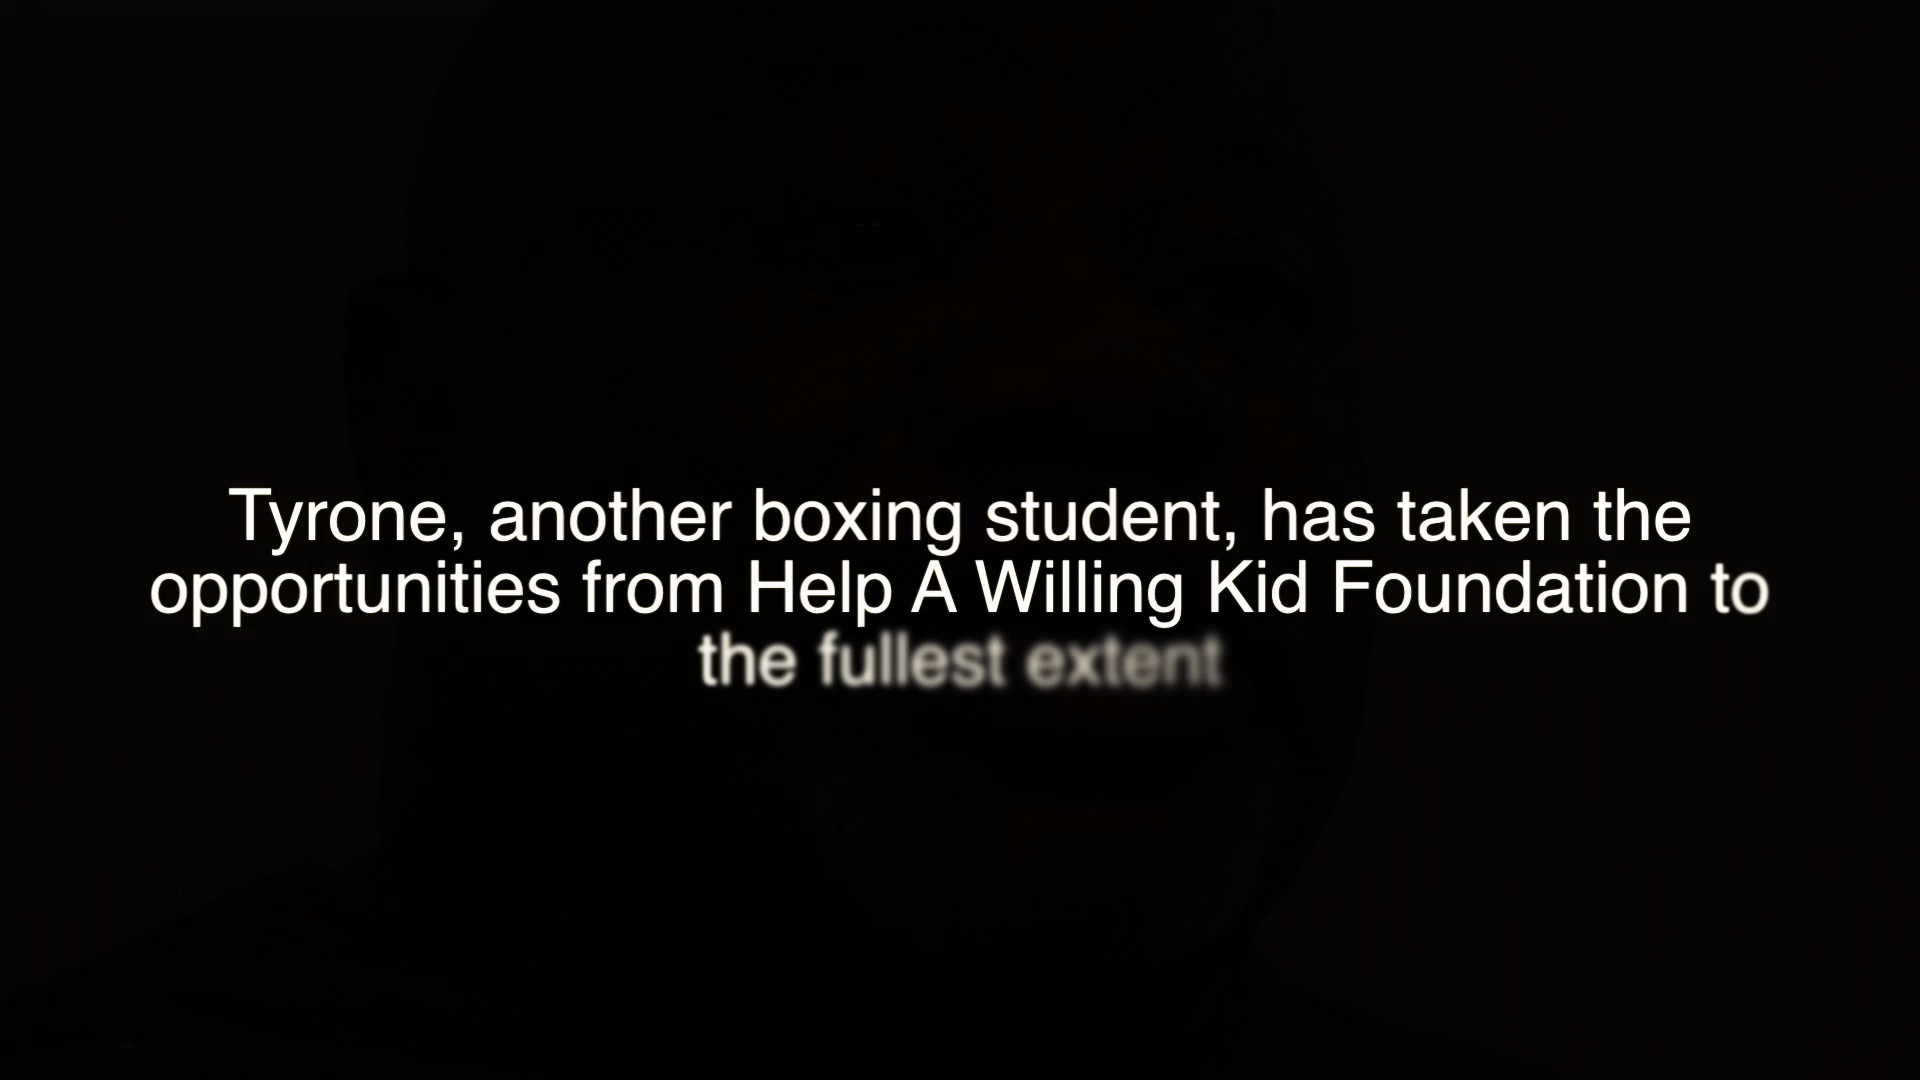 Tyrone, another boxing student, has taken the
opportunities from Help A Willing Kid Foundation to
the fullest extent